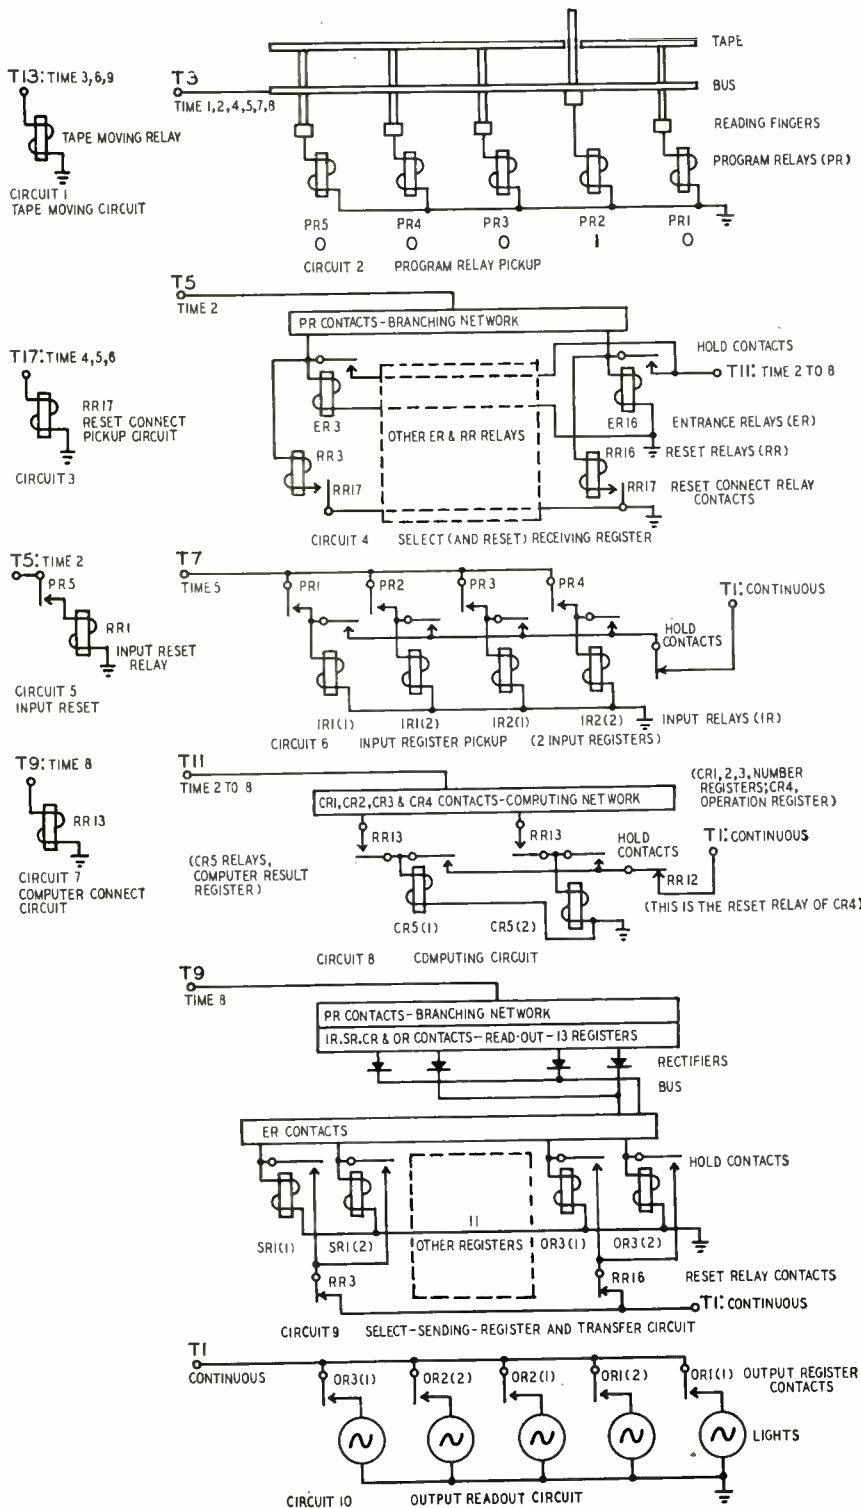 TAPE
T13: TIME 3,6,9
T3
BUS
TIME 1,2,4,5,7,8
READING FINGERS
TAPE MOVING RELAY
PROGRAM RELAYS (PR)
CIRCUIT 1
TAPE MOVING CIRCUIT
PR5 PR4 PR3 PR2 PR1
0 0 0 1 0
CIRCUIT 2 PROGRAM RELAY PICKUP
T5
TIME 2
PR CONTACTS-BRANCHING NETWORK
HOLD CONTACTS
T17: TIME 4,5,6
T11: TIME 2 TO 8
RR17
RESET CONNECT
PICKUP CIRCUIT
ER3
OTHER ER & RR RELAYS
ER16
ENTRANCE RELAYS (ER)
RR3
RR16
RESET RELAYS (RR)
CIRCUIT 3
RR17
RR17
RESET CONNECT RELAY
CONTACTS
CIRCUIT 4 SELECT (AND RESET) RECEIVING REGISTER
T5: TIME 2
T7
TIME 5
PR5
PR1 PR2 PR3 PR4
T1: CONTINUOUS
RR1
INPUT RESET
RELAY
HOLD
CONTACTS
CIRCUIT 5
INPUT RESET
IR1(1) IR1(2) IR2(1) IR2(2)
INPUT RELAYS (IR)
CIRCUIT 6 INPUT REGISTER PICKUP (2 INPUT REGISTERS)
T9: TIME 8
T11
TIME 2 TO 8
(CR1,2,3,NUMBER
REGISTERS;CR4,
OPERATION REGISTER)
CR1,CR2,CR3 & CR4 CONTACTS-COMPUTING NETWORK
RR13
RR13
RR13
HOLD
CONTACTS
T1: CONTINUOUS
(CR5 RELAYS,
COMPUTER RESULT
REGISTER)
CIRCUIT 7
COMPUTER CONNECT
CIRCUIT
RR12
(THIS IS THE RESET RELAY OF CR4)
CR5(1) CR5(2)
CIRCUIT 8 COMPUTING CIRCUIT
T9
TIME 8
PR CONTACTS-BRANCHING NETWORK
IR.SR.CR & OR CONTACTS-READ-OUT-13 REGISTERS
RECTIFIERS
BUS
ER CONTACTS
HOLD CONTACTS
SR1(1) SR1(2)
11
OTHER REGISTERS
OR3(1) OR3(2)
RR3
RR16
RESET RELAY CONTACTS
T1: CONTINUOUS
CIRCUIT 9 SELECT-SENDING-REGISTER AND TRANSFER CIRCUIT
T1
CONTINUOUS
OR3(1) OR2(2) OR2(1) OR1(2) OR1(1)
OUTPUT REGISTER
CONTACTS
LIGHTS
CIRCUIT 10 OUTPUT READOUT CIRCUIT